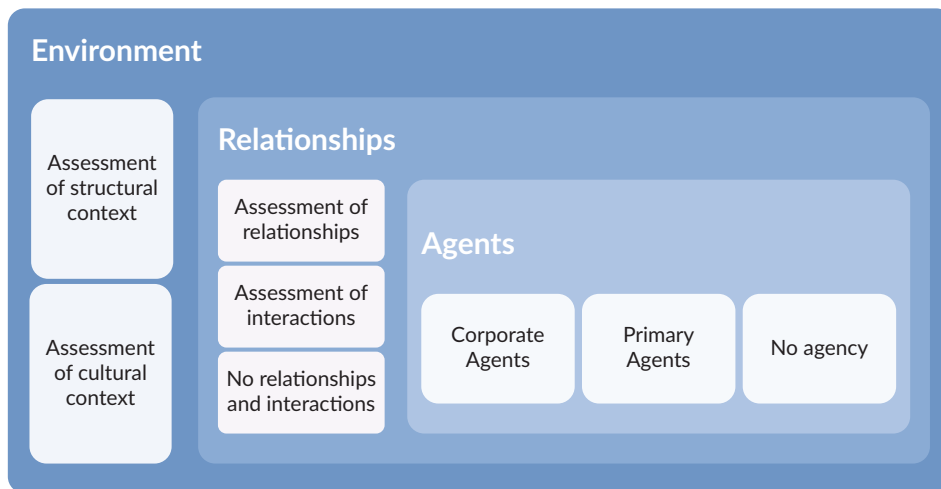 Environment
Assessment
of structural
context
Assessment
of cultural
context
Relationships
Assessment of
relationships
Assessment of
interactions
No relationships
and interactions
Agents
Corporate
Agents
Primary
Agents
No agency